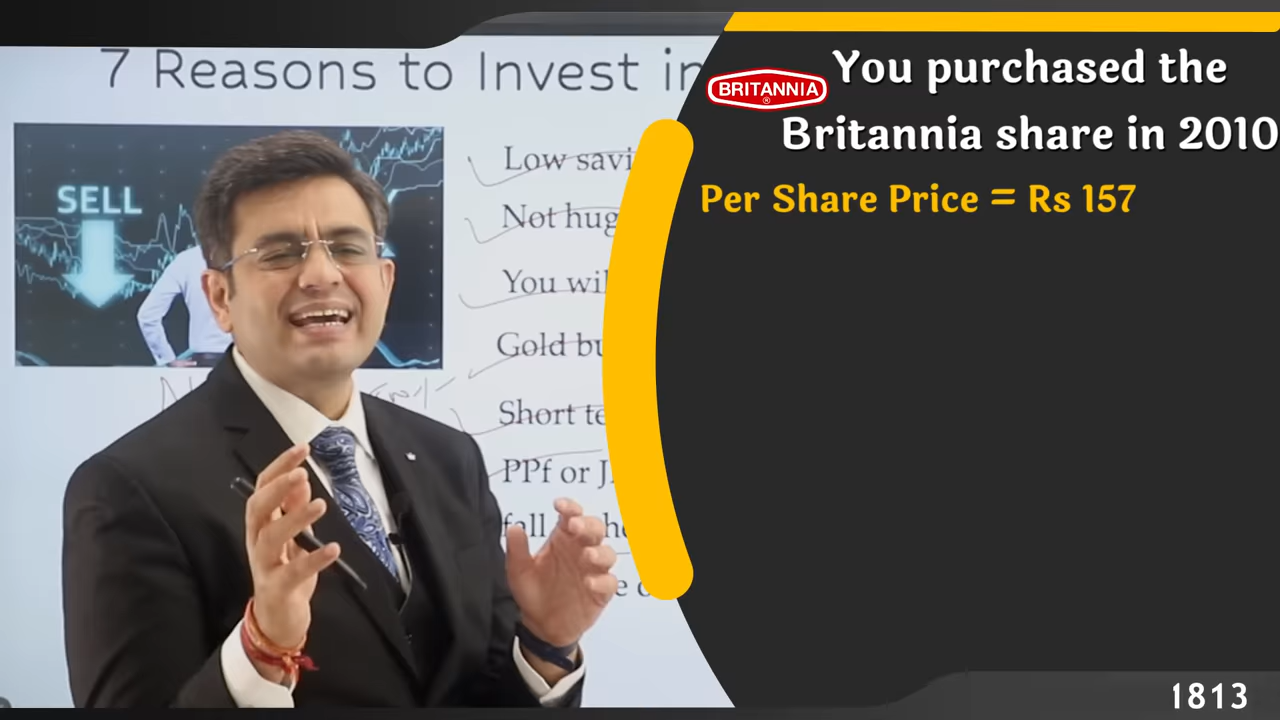 7 Reasons to Invest in
SELL
Low savi
Not hug
You wil
Gold bu
Short te
PPf or J
fall
BRITANNIA
®
You purchased the
Britannia share in 2010
Per Share Price = Rs 157
1813